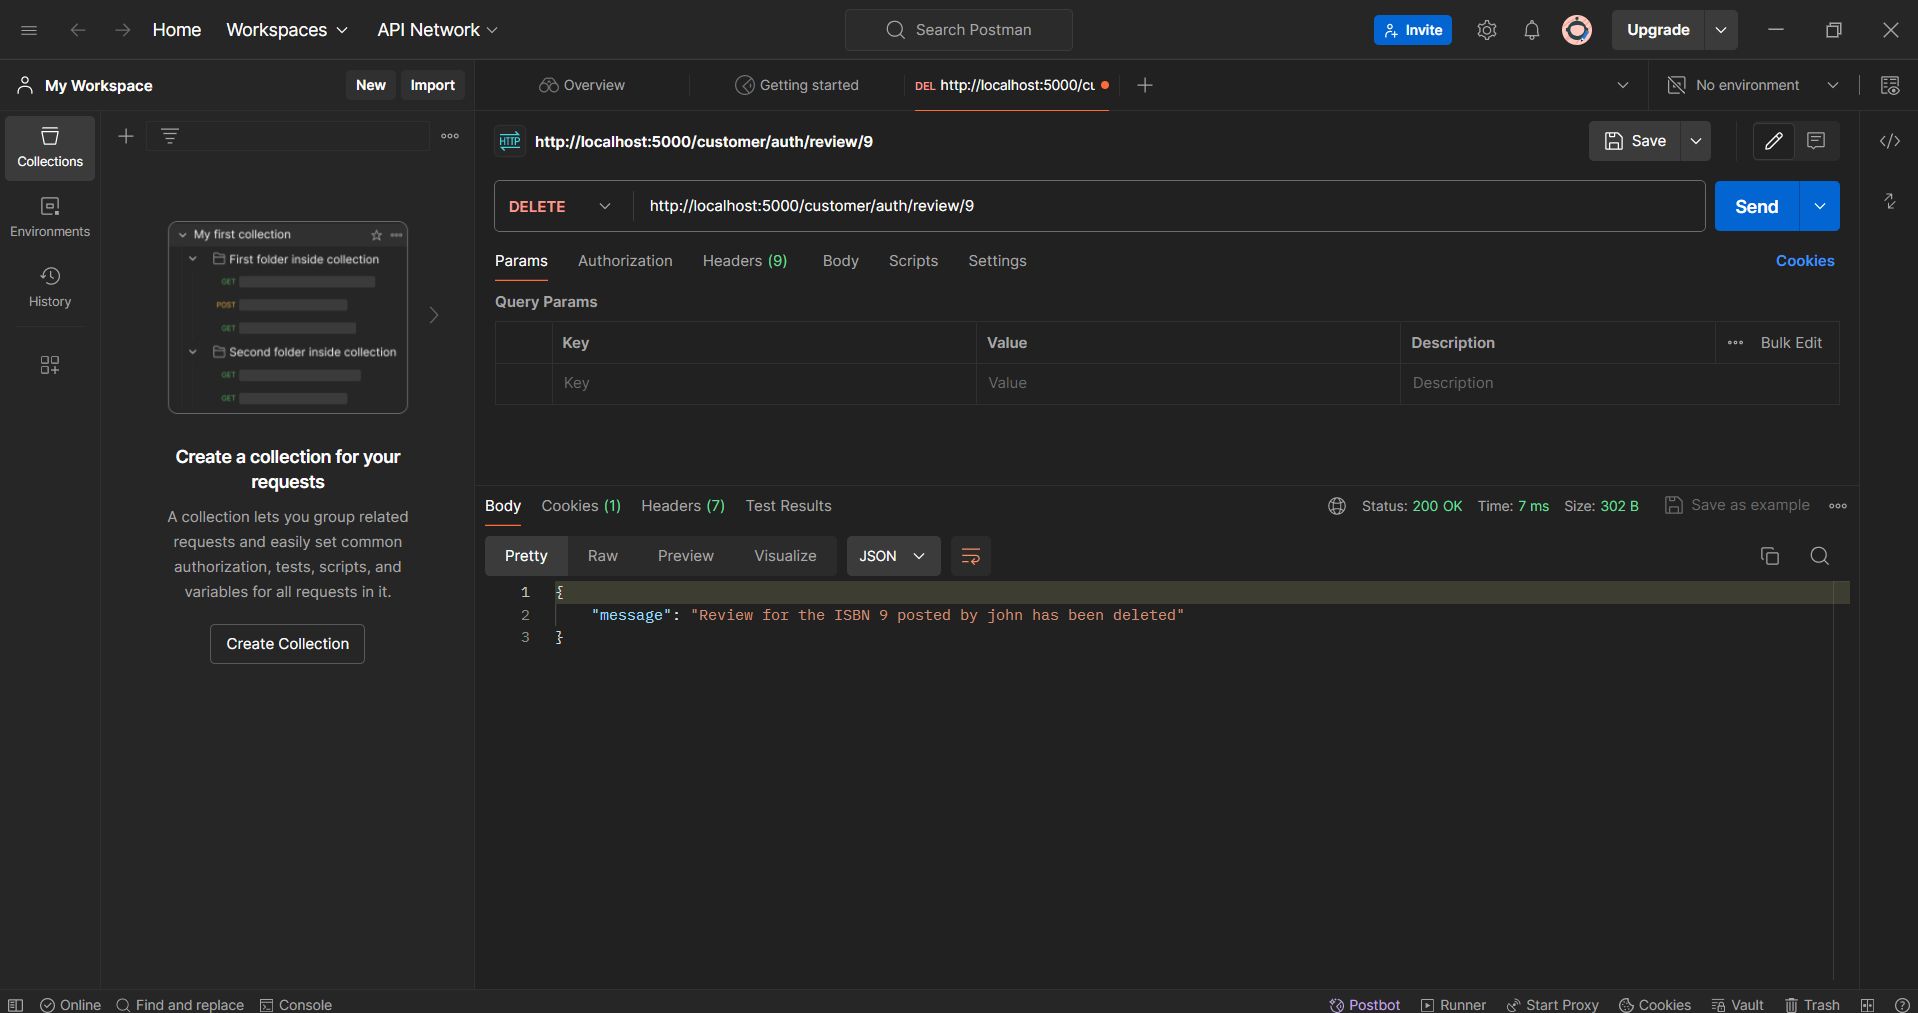 Home Workspaces API Network Search Postman Invite Upgrade
My Workspace New Import Overview Getting started DEL http://localhost:5000/cu No environment
Collections
Environments
History
My first collection
First folder inside collection
GET
POST
GET
Second folder inside collection
GET
GET
Create a collection for your
requests
A collection lets you group related
requests and easily set common
authorization, tests, scripts, and
variables for all requests in it.
Create Collection
HTTP http://localhost:5000/customer/auth/review/9 Save
DELETE http://localhost:5000/customer/auth/review/9 Send
Params Authorization Headers (9) Body Scripts Settings Cookies
Query Params
Key Value Description Bulk Edit
Key Value Description
Body Cookies (1) Headers (7) Test Results Status: 200 OK Time: 7 ms Size: 302 B Save as example
Pretty Raw Preview Visualize JSON
1 {
2 "message": "Review for the ISBN 9 posted by john has been deleted"
3 }
Online Find and replace Console Postbot Runner Start Proxy Cookies Vault Trash